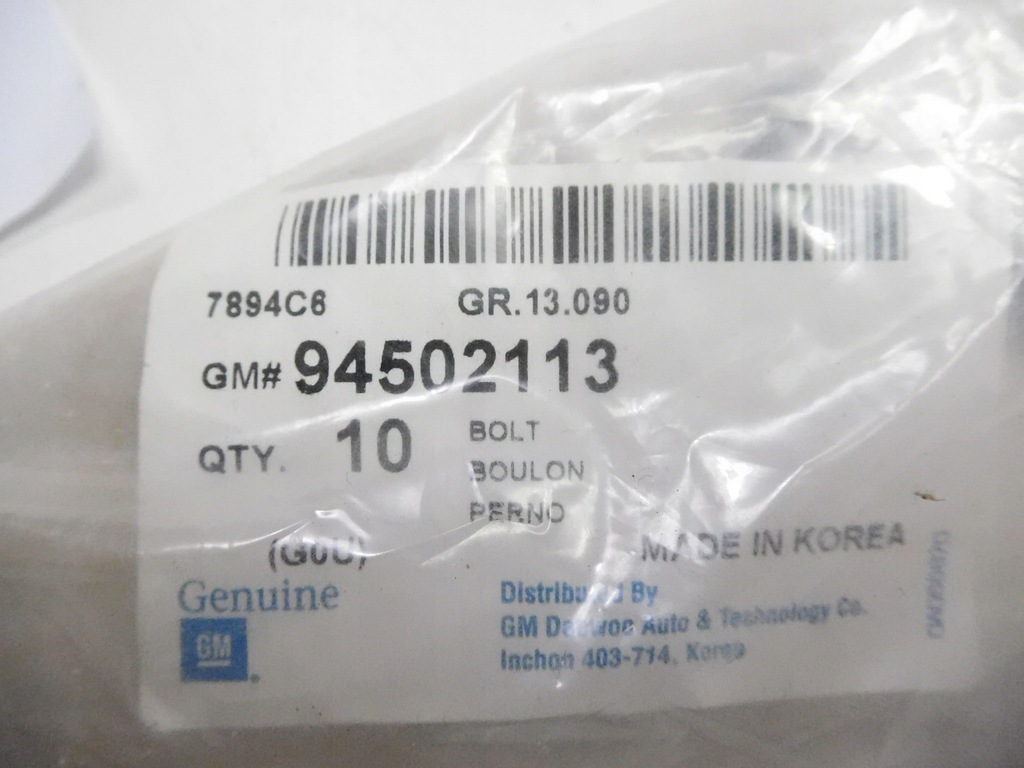 7894C6 GR.13.090
GM# 94502113
QTY. 10 BOLT
BOULON
PERNO
(G0U)
MADE IN KOREA
Genuine
GM
Distributed By
GM Daewoo Auto & Technology Co.
Inchon 403-714, Korea